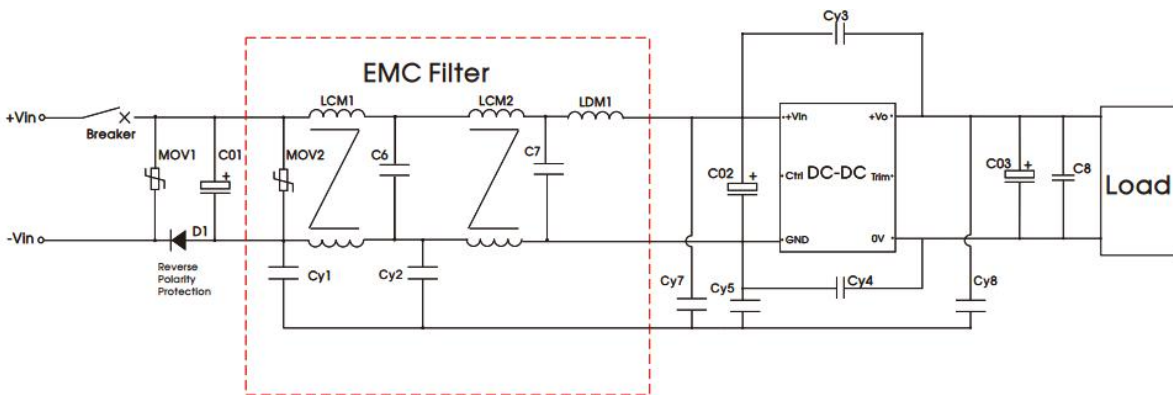 Cy3
EMC Filter
LCM1
LCM2
LDM1
+Vin
Breaker
+Vin
+Vo
MOV1
C01
+
MOV2
C6
C7
C02
+
Ctrl
DC-DC
Trim
C03
+
C8
Load
-Vin
D1
GND
0V
Reverse
Polarity
Protection
Cy1
Cy2
Cy7
Cy5
Cy4
Cy8